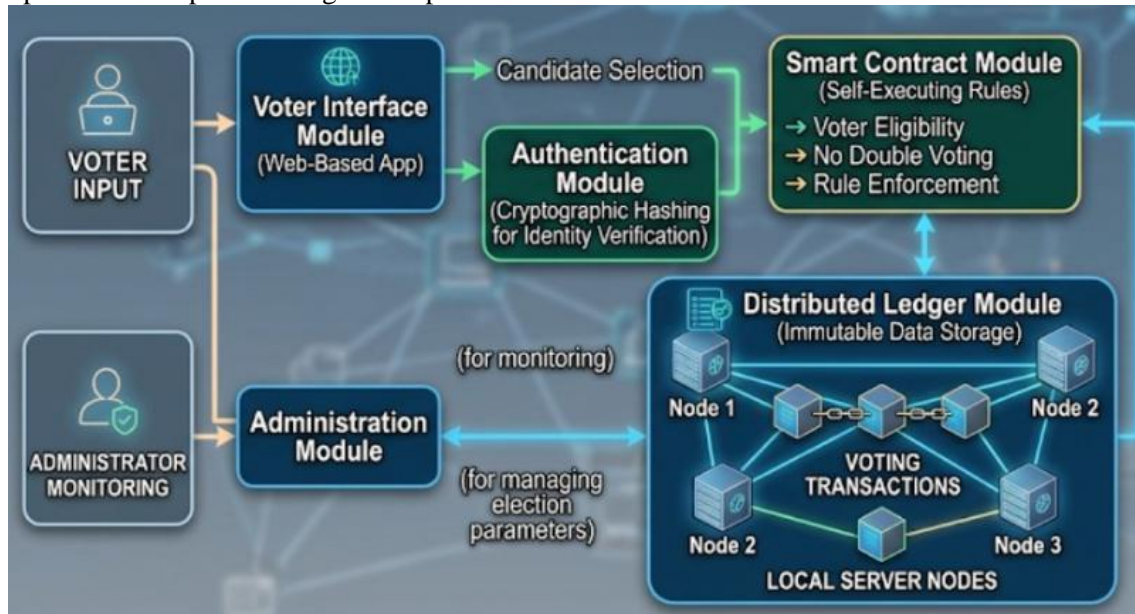 VOTER
INPUT
Voter Interface
Module
(Web-Based App)
Candidate Selection
Authentication
Module
(Cryptographic Hashing
for Identity Verification)
Smart Contract Module
(Self-Executing Rules)
→ Voter Eligibility
→ No Double Voting
→ Rule Enforcement
ADMINISTRATOR
MONITORING
Administration
Module
(for monitoring)
(for managing
election
parameters)
Distributed Ledger Module
(Immutable Data Storage)
Node 1
Node 2
VOTING
TRANSACTIONS
Node 2
Node 3
LOCAL SERVER NODES